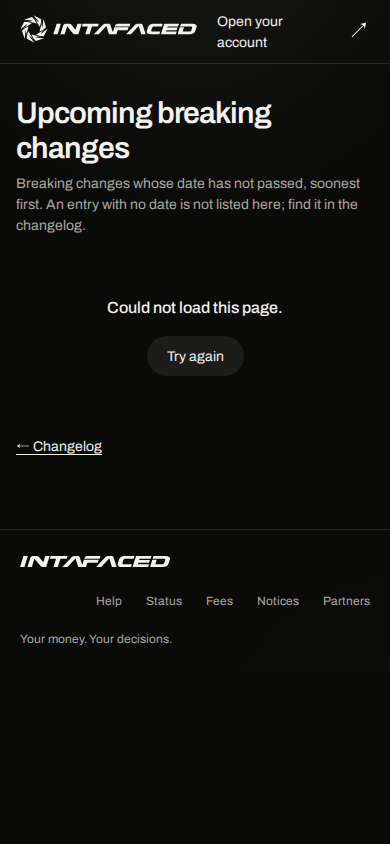 INTAFACED
Open your
account
Upcoming breaking
changes
Breaking changes whose date has not passed, soonest
first. An entry with no date is not listed here; find it in the
changelog.
Could not load this page.
Try again
← Changelog
INTAFACED
Help Status Fees Notices Partners
Your money. Your decisions.